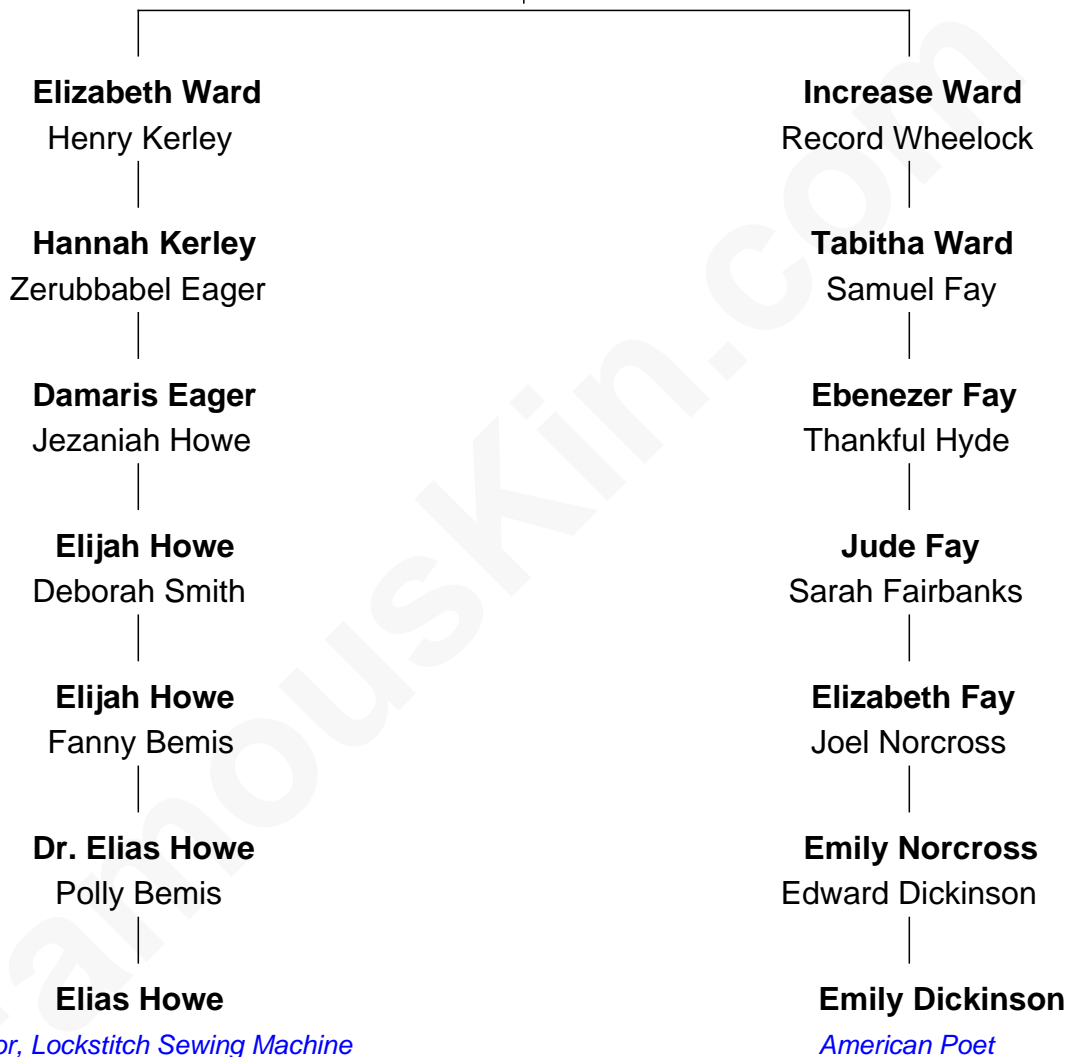 Elizabeth Ward
Henry Kerley
Increase Ward
Record Wheelock
Hannah Kerley
Zerubbabel Eager
Tabitha Ward
Samuel Fay
Damaris Eager
Jezaniah Howe
Ebenezer Fay
Thankful Hyde
Elijah Howe
Deborah Smith
Jude Fay
Sarah Fairbanks
Elijah Howe
Fanny Bemis
Elizabeth Fay
Joel Norcross
Dr. Elias Howe
Polly Bemis
Emily Norcross
Edward Dickinson
Elias Howe
or, Lockstitch Sewing Machine
Emily Dickinson
American Poet
amouskin.com